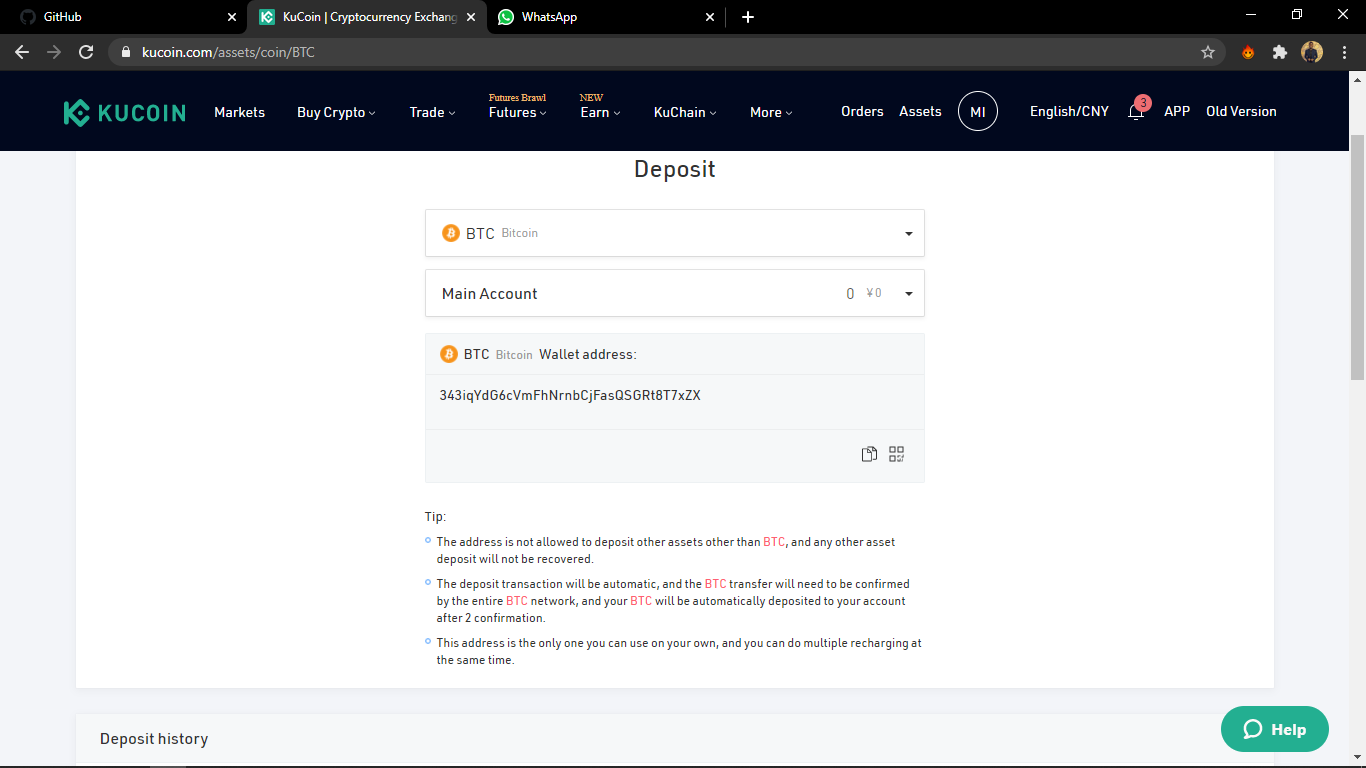 GitHub
KuCoin | Cryptocurrency Exchang
WhatsApp
kucoin.com/assets/coin/BTC
KUCOIN
Markets
Buy Crypto
Trade
Futures Brawl
Futures
NEW
Earn
KuChain
More
Orders
Assets
MI
English/CNY
3
APP
Old Version
Deposit
BTC Bitcoin
Main Account 0 ¥0
BTC Bitcoin Wallet address:
343iqYdG6cVmFhNrnbCjFasQSGRt8T7xZX
Tip:
The address is not allowed to deposit other assets other than BTC, and any other asset
deposit will not be recovered.
The deposit transaction will be automatic, and the BTC transfer will need to be confirmed
by the entire BTC network, and your BTC will be automatically deposited to your account
after 2 confirmation.
This address is the only one you can use on your own, and you can do multiple recharging at
the same time.
Deposit history
Help